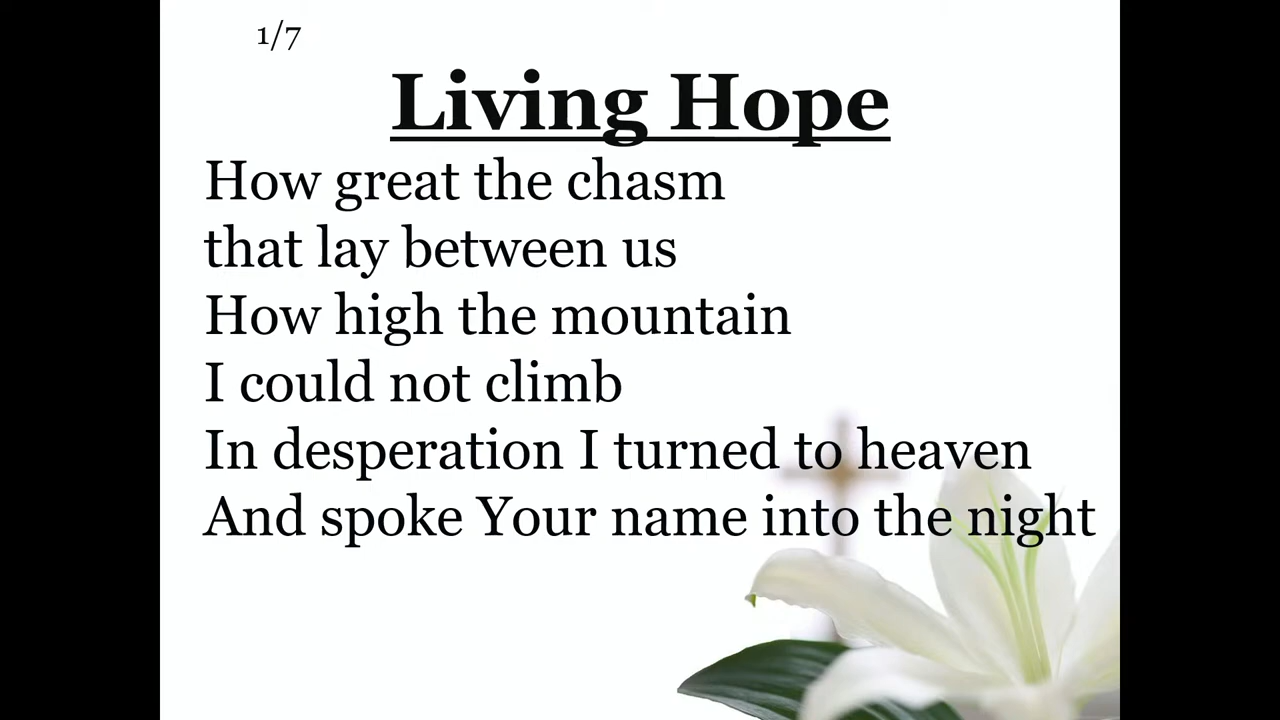 1/7
Living Hope
How great the chasm
that lay between us
How high the mountain
I could not climb
In desperation I turned to heaven
And spoke Your name into the night